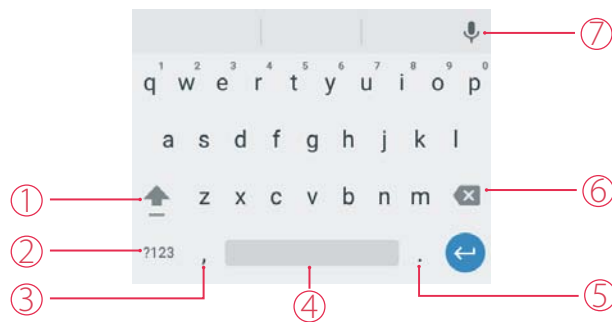 ⑦
1 2 3 4 5 6 7 8 9 0
q w e r t y u i o p
a s d f g h j k l
① z x c v b n m ⑥
② ?123 , .
③ ④ ⑤